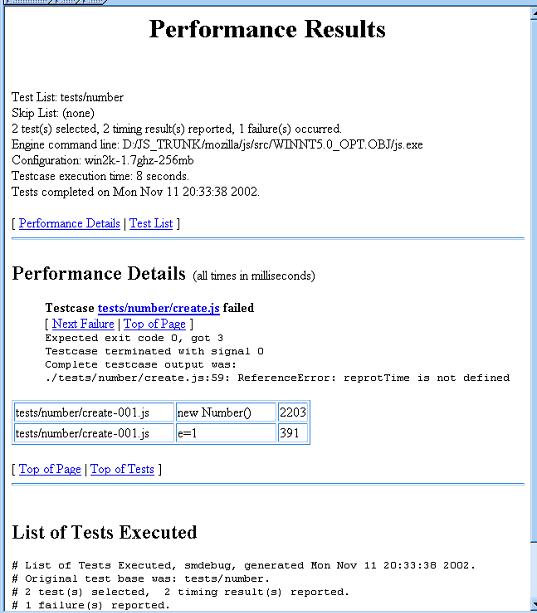 Performance Results
Test List: tests/number
Skip List: (none)
2 test(s) selected, 2 timing result(s) reported, 1 failure(s) occurred.
Engine command line: D:/JS_TRUNK/mozilla/js/src/WINNT5.0_OPT.OBJ/js.exe
Configuration: win2k-1.7ghz-256mb
Testcase execution time: 8 seconds.
Tests completed on Mon Nov 11 20:33:38 2002.
[ Performance Details | Test List ]
Performance Details (all times in milliseconds)
Testcase tests/number/create.js failed
[ Next Failure | Top of Page ]
Expected exit code 0, got 3
Testcase terminated with signal 0
Complete testcase output was:
./tests/number/create.js:59: ReferenceError: reprotTime is not defined
tests/number/create-001.js new Number() 2203
tests/number/create-001.js e=1 391
[ Top of Page | Top of Tests ]
List of Tests Executed
# List of Tests Executed, smdebug, generated Mon Nov 11 20:33:38 2002.
# Original test base was: tests/number.
# 2 test(s) selected, 2 timing result(s) reported.
# 1 failure(s) reported.